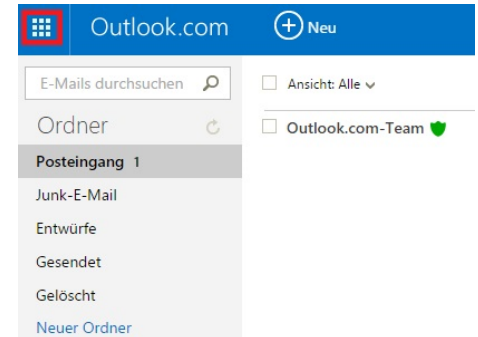 Outlook.com
Neu
E-Mails durchsuchen
Ansicht: Alle
Ordner
Outlook.com-Team
Posteingang 1
Junk-E-Mail
Entwürfe
Gesendet
Gelöscht
Neuer Ordner